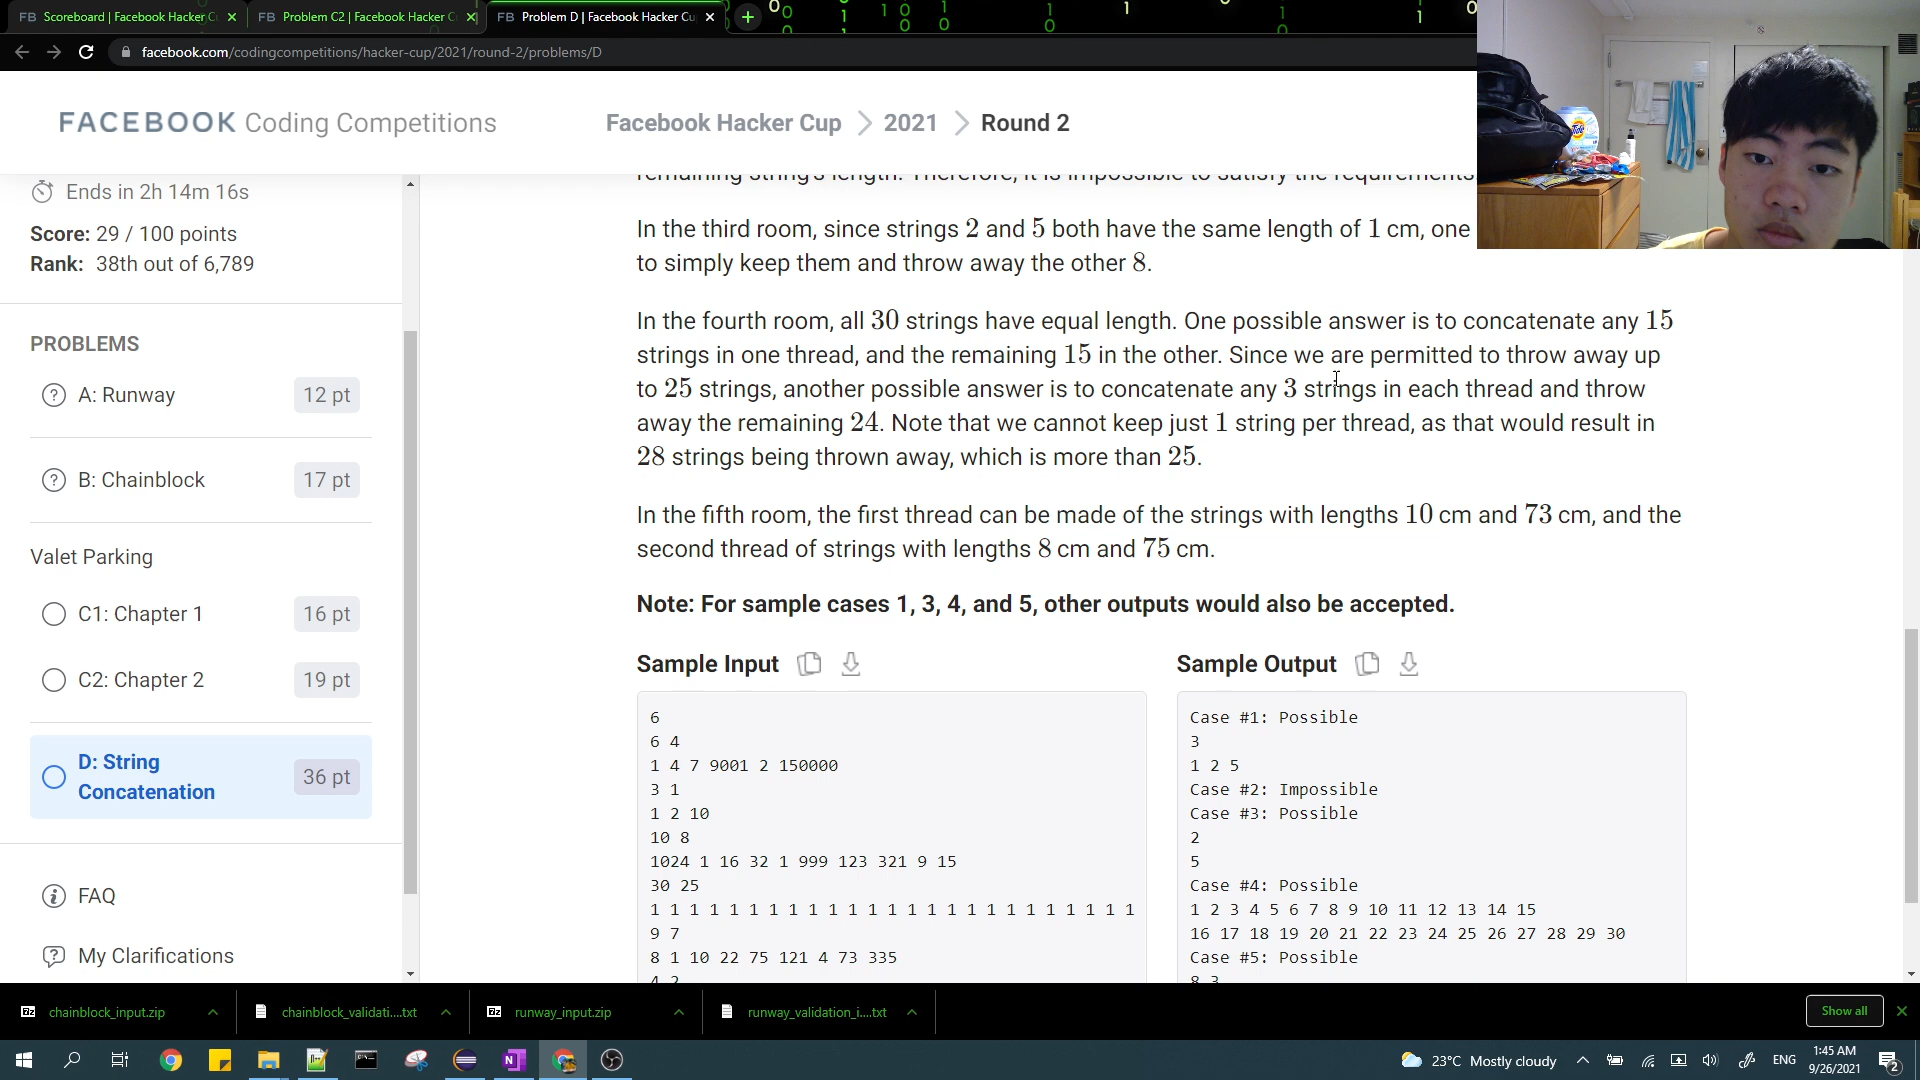 FB Scoreboard | Facebook Hacker C
FB Problem C2 | Facebook Hacker C
FB Problem D | Facebook Hacker Cu
facebook.com/codingcompetitions/hacker-cup/2021/round-2/problems/D
FACEBOOK Coding Competitions
Facebook Hacker Cup > 2021 > Round 2
Ends in 2h 14m 16s
Score: 29 / 100 points
Rank: 38th out of 6,789
PROBLEMS
A: Runway 12 pt
B: Chainblock 17 pt
Valet Parking
C1: Chapter 1 16 pt
C2: Chapter 2 19 pt
D: String Concatenation 36 pt
FAQ
My Clarifications
remaining string's length. Therefore, it is impossible to satisfy the requirements
In the third room, since strings 2 and 5 both have the same length of 1 cm, one
to simply keep them and throw away the other 8.
In the fourth room, all 30 strings have equal length. One possible answer is to concatenate any 15
strings in one thread, and the remaining 15 in the other. Since we are permitted to throw away up
to 25 strings, another possible answer is to concatenate any 3 strings in each thread and throw
away the remaining 24. Note that we cannot keep just 1 string per thread, as that would result in
28 strings being thrown away, which is more than 25.
In the fifth room, the first thread can be made of the strings with lengths 10 cm and 73 cm, and the
second thread of strings with lengths 8 cm and 75 cm.
Note: For sample cases 1, 3, 4, and 5, other outputs would also be accepted.
Sample Input
6
6 4
1 4 7 9001 2 150000
3 1
1 2 10
10 8
1024 1 16 32 1 999 123 321 9 15
30 25
1 1 1 1 1 1 1 1 1 1 1 1 1 1 1 1 1 1 1 1 1 1 1 1 1
9 7
8 1 10 22 75 121 4 73 335
4 2
Sample Output
Case #1: Possible
3
1 2 5
Case #2: Impossible
Case #3: Possible
2
5
Case #4: Possible
1 2 3 4 5 6 7 8 9 10 11 12 13 14 15
16 17 18 19 20 21 22 23 24 25 26 27 28 29 30
Case #5: Possible
8 3
Tide
chainblock_input.zip
chainblock_validati....txt
runway_input.zip
runway_validation_i....txt
Show all
23°C Mostly cloudy
ENG
1:45 AM
9/26/2021
2